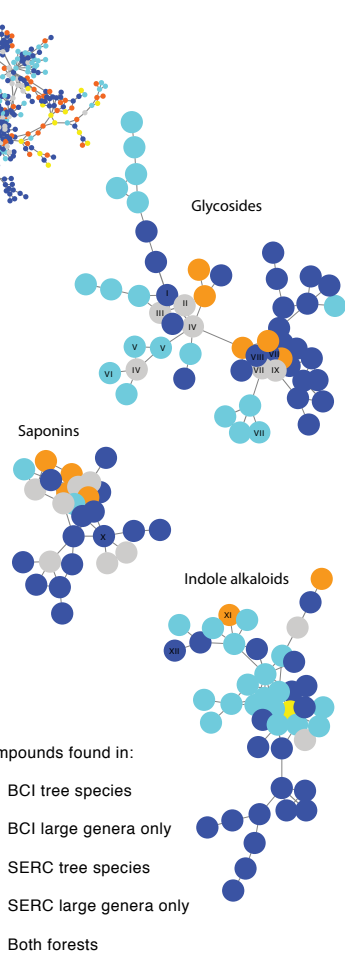 Glycosides
I
II
III
IV
V
V
VI
IV
VIII
VII
VII
IX
VII
Saponins
X
Indole alkaloids
XI
XII
mpounds found in:
BCI tree species
BCI large genera only
SERC tree species
SERC large genera only
Both forests